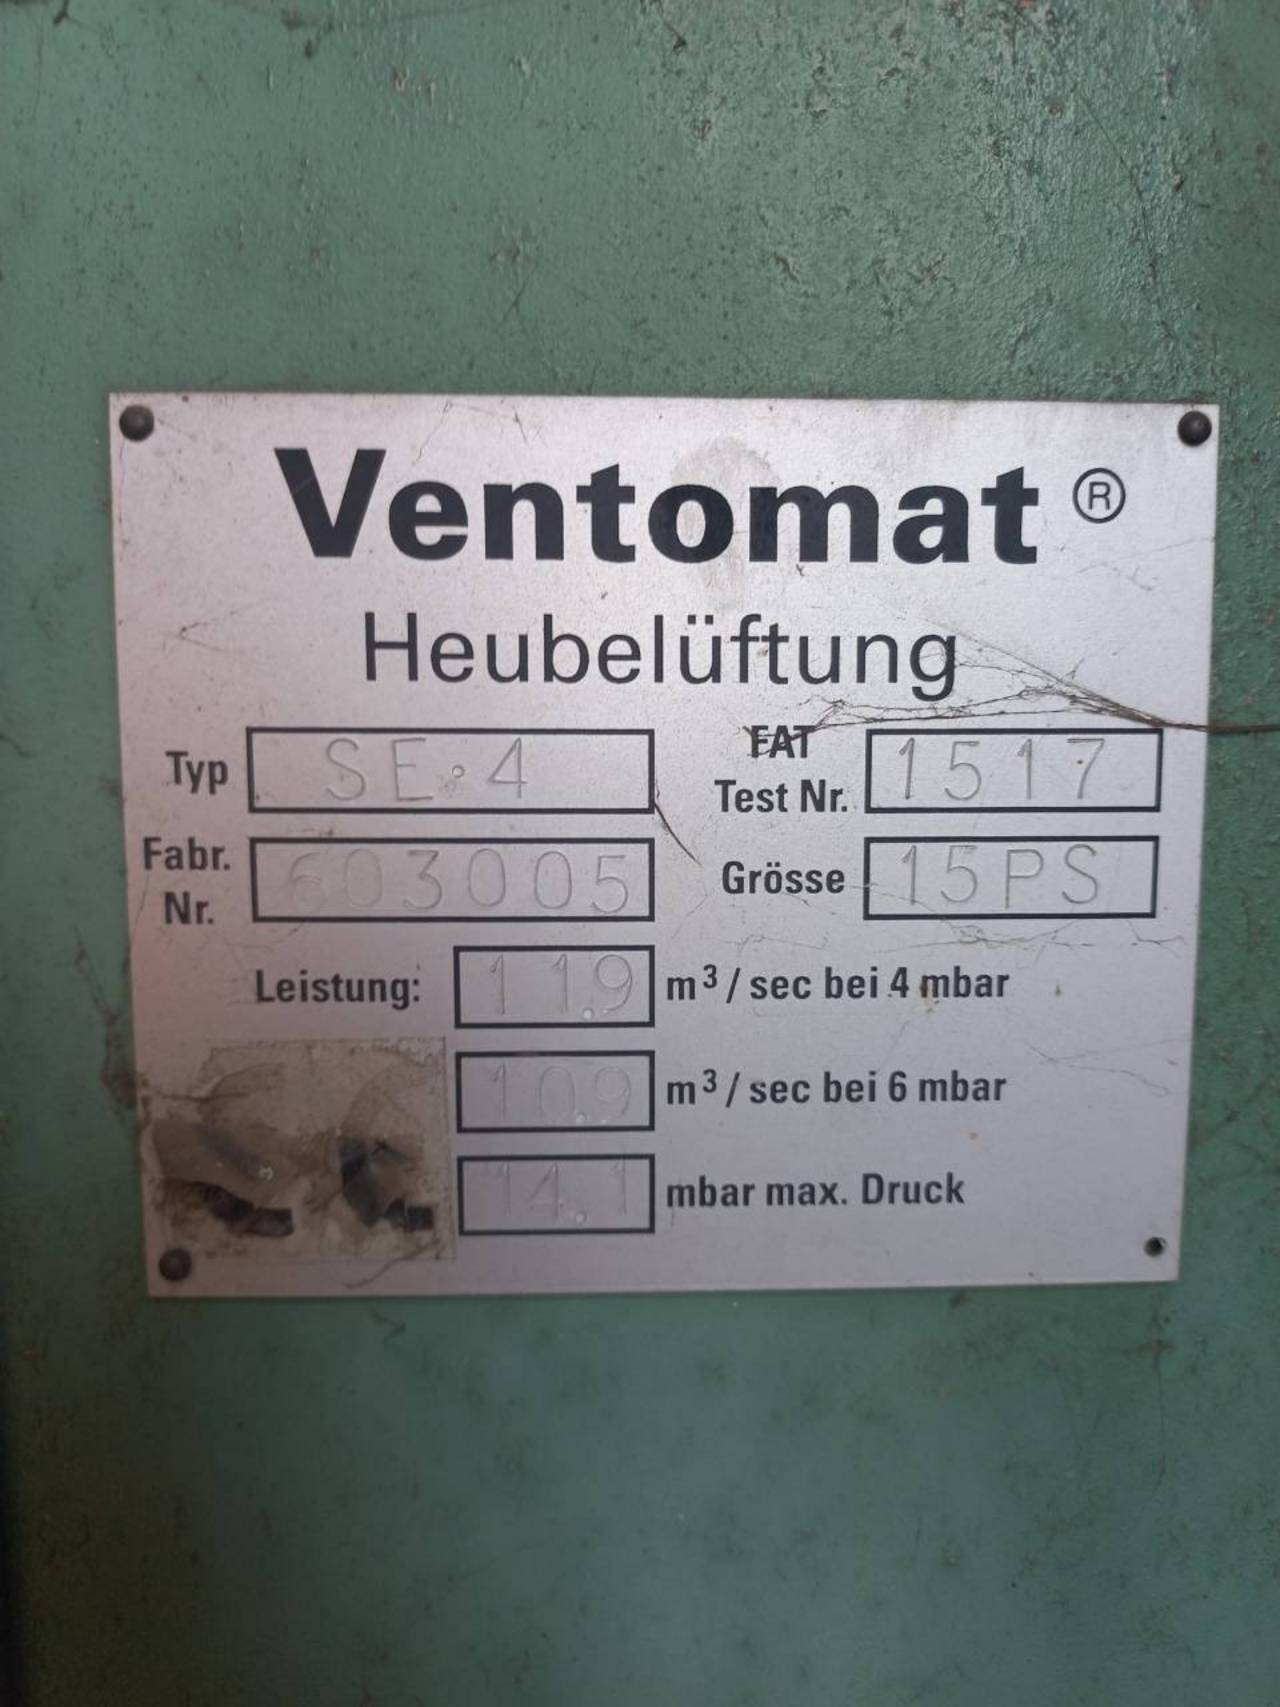 Ventomat ®
Heubelüftung
Typ SE.4 FAT Test Nr. 1517
Fabr. Nr. 603005 Grösse 15PS
Leistung: 11.9 m³/sec bei 4 mbar
10.9 m³/sec bei 6 mbar
14.1 mbar max. Druck